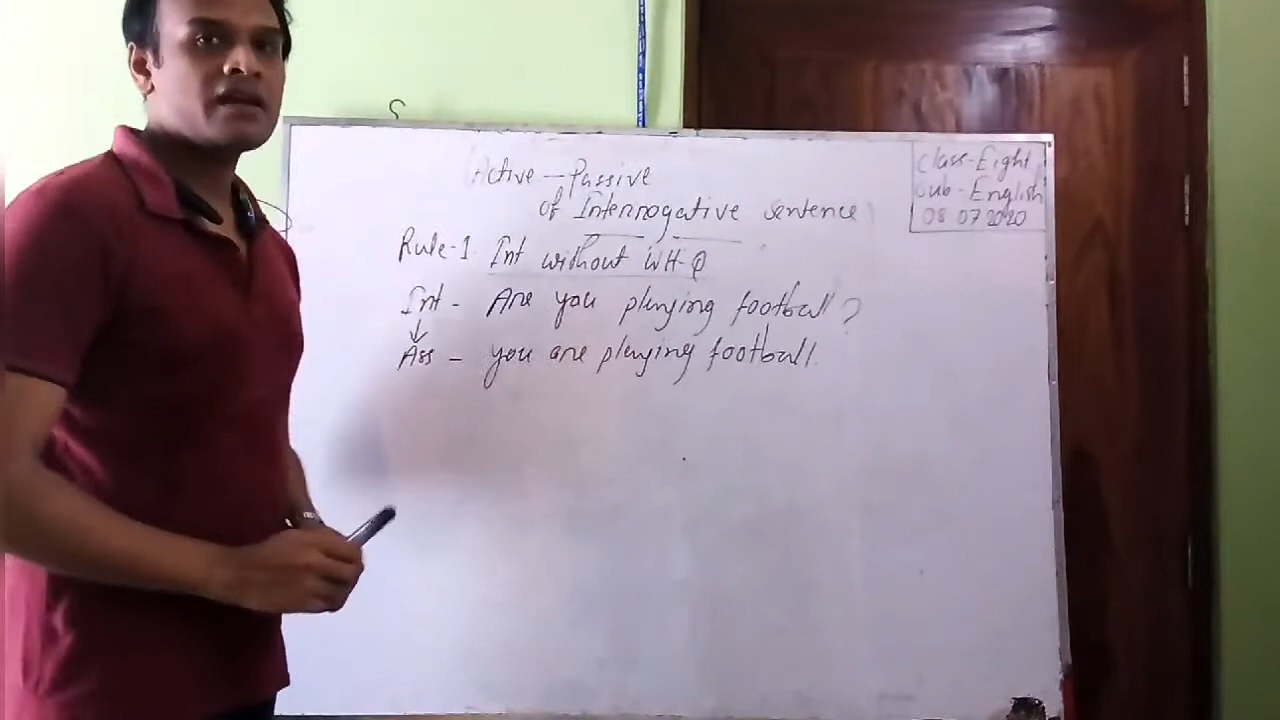 Active - Passive
of Interrogative sentence
Class-Eight
Sub-English
08 07 2020
Rule-1. Int without WH-Q
Int - Are you playing football?
↓
Ass - you are playing football.